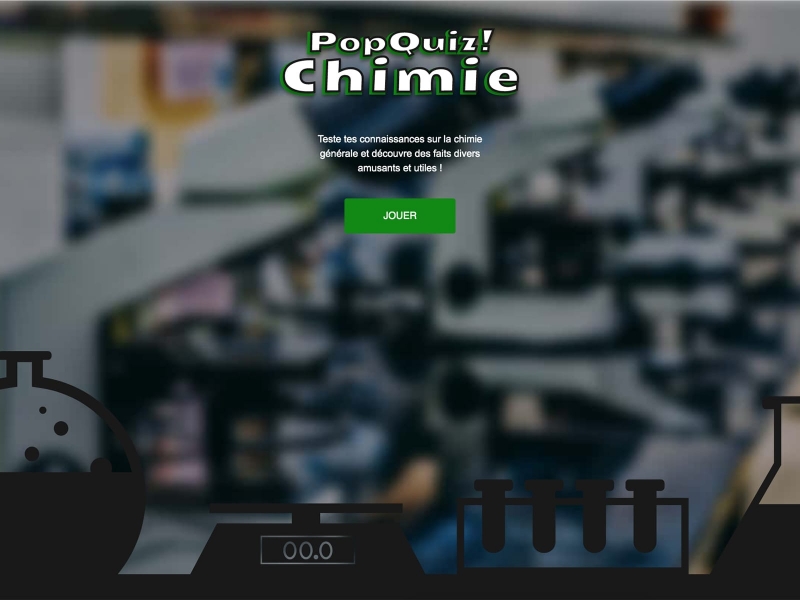 PopQuiz!
Chimie
Teste tes connaissances sur la chimie
générale et découvre des faits divers
amusants et utiles !
JOUER
00.0